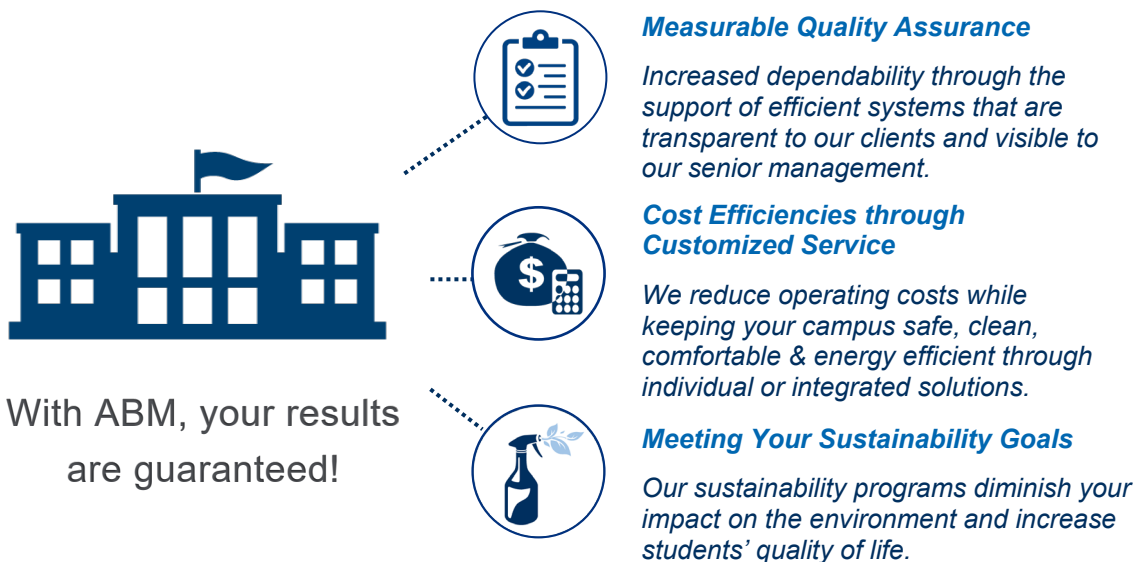 Measurable Quality Assurance
Increased dependability through the
support of efficient systems that are
transparent to our clients and visible to
our senior management.
Cost Efficiencies through
Customized Service
$
We reduce operating costs while
keeping your campus safe, clean,
comfortable & energy efficient through
individual or integrated solutions.
With ABM, your results
are guaranteed!
Meeting Your Sustainability Goals
Our sustainability programs diminish your
impact on the environment and increase
students’ quality of life.